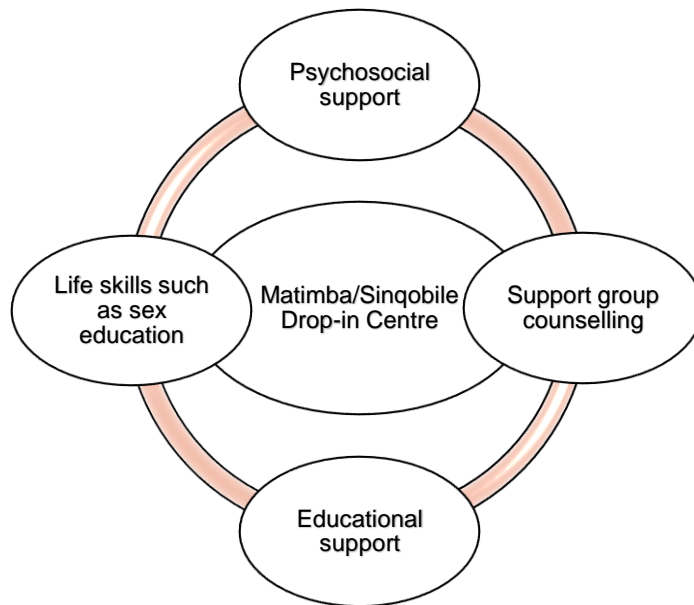 Psychosocial
support
Life skills such
as sex
education
Matimba/Sinqobile
Drop-in Centre
Support group
counselling
Educational
support